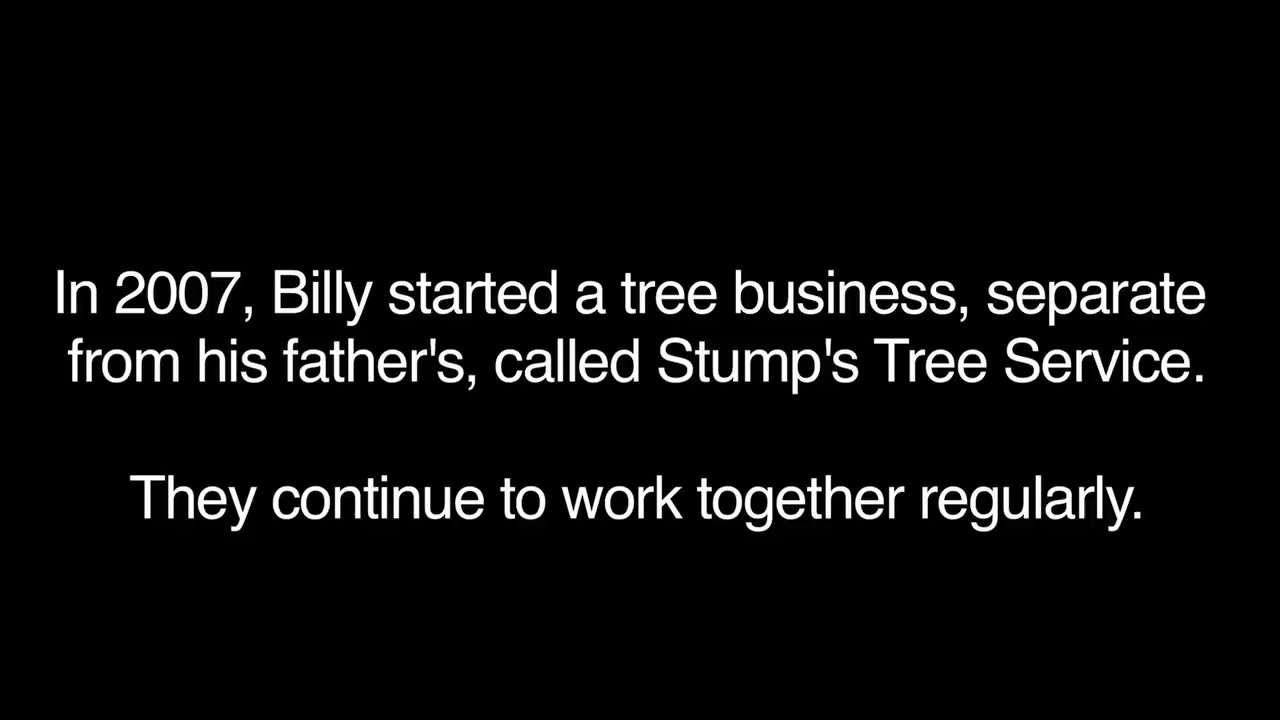 In 2007, Billy started a tree business, separate
from his father's, called Stump's Tree Service.
They continue to work together regularly.